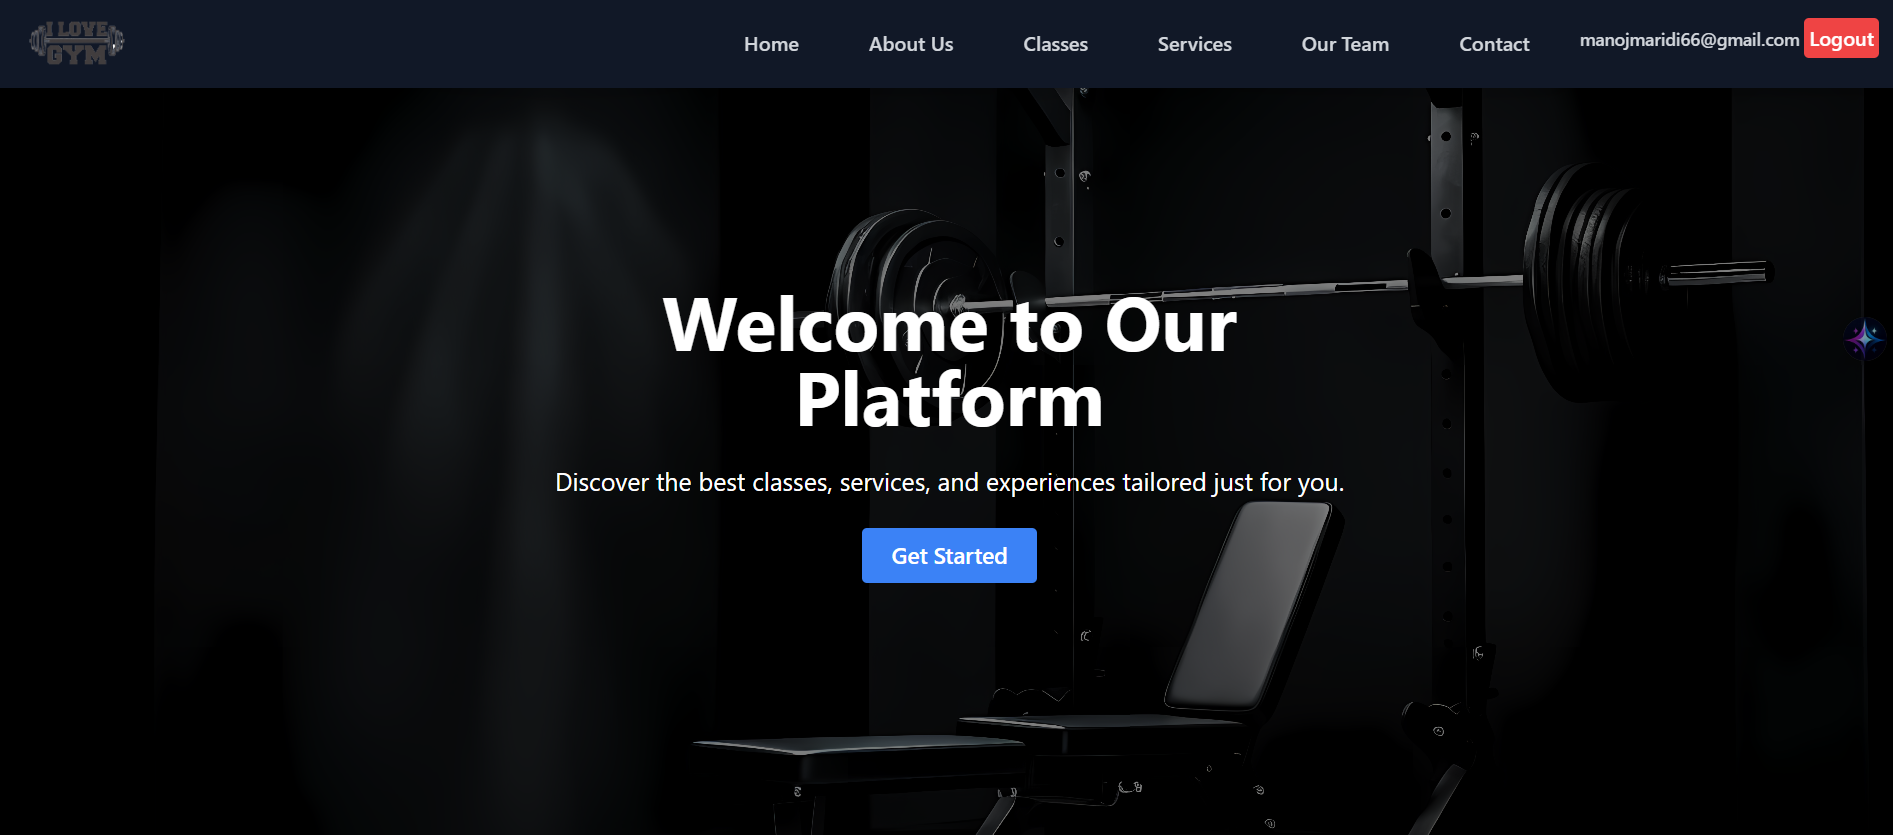 I LOVE
GYM
Home
About Us
Classes
Services
Our Team
Contact
manojmaridi66@gmail.com
Logout
Welcome to Our
Platform
Discover the best classes, services, and experiences tailored just for you.
Get Started